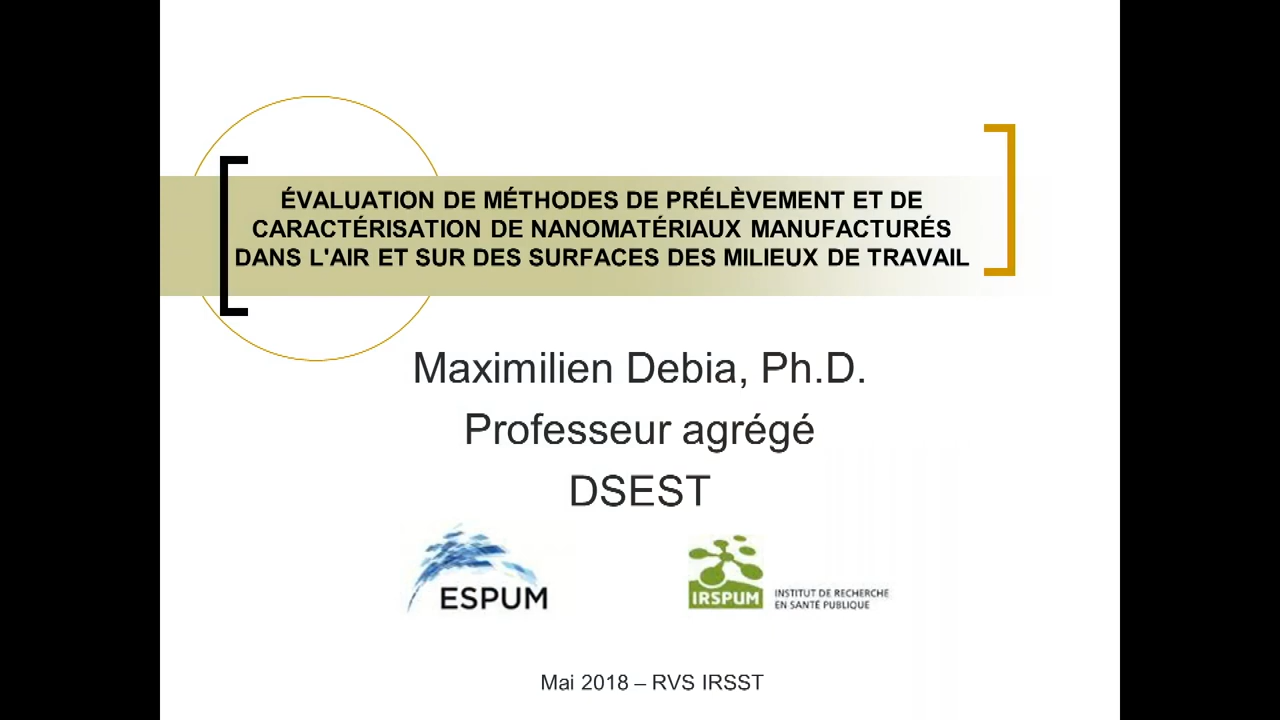 ÉVALUATION DE MÉTHODES DE PRÉLÈVEMENT ET DE
CARACTÉRISATION DE NANOMATÉRIAUX MANUFACTURÉS
DANS L'AIR ET SUR DES SURFACES DES MILIEUX DE TRAVAIL
Maximilien Debia, Ph.D.
Professeur agrégé
DSEST
ESPUM
IRSPUM
INSTITUT DE RECHERCHE
EN SANTÉ PUBLIQUE
Mai 2018 – RVS IRSST